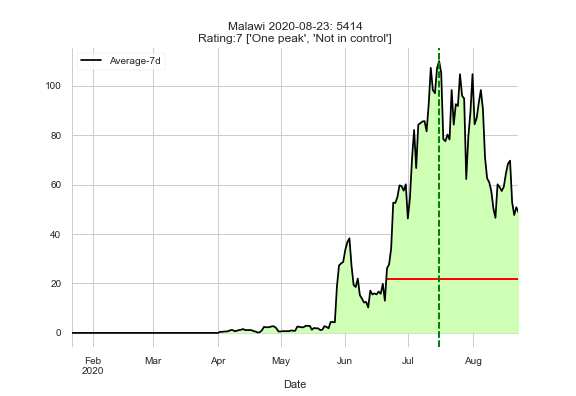 Malawi 2020-08-23: 5414
Rating:7 ['One peak', 'Not in control']
Average-7d
100
80
60
40
20
0
Feb Mar Apr May Jun Jul Aug
2020
Date